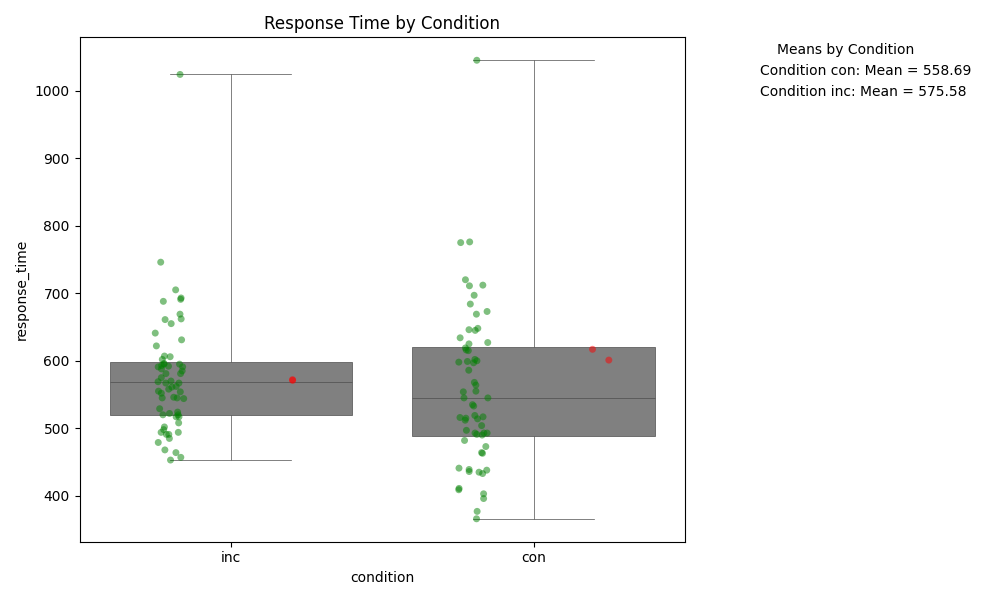 Response Time by Condition
Means by Condition
Condition con: Mean = 558.69
Condition inc: Mean = 575.58
1000
900
800
700
600
500
400
response_time
inc
con
condition